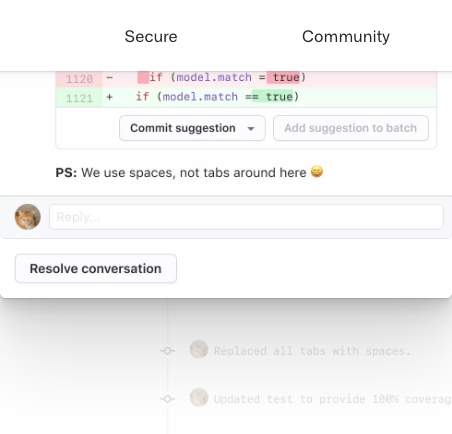 Secure Community
1120 - if (model.match = true)
1121 + if (model.match == true)
Commit suggestion Add suggestion to batch
PS: We use spaces, not tabs around here 😀
Reply...
Resolve conversation
Replaced all tabs with spaces.
Updated test to provide 100%